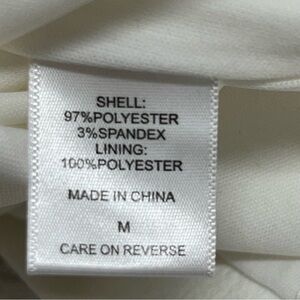 SHELL:
97%POLYESTER
3%SPANDEX
LINING:
100%POLYESTER
MADE IN CHINA
M
CARE ON REVERSE